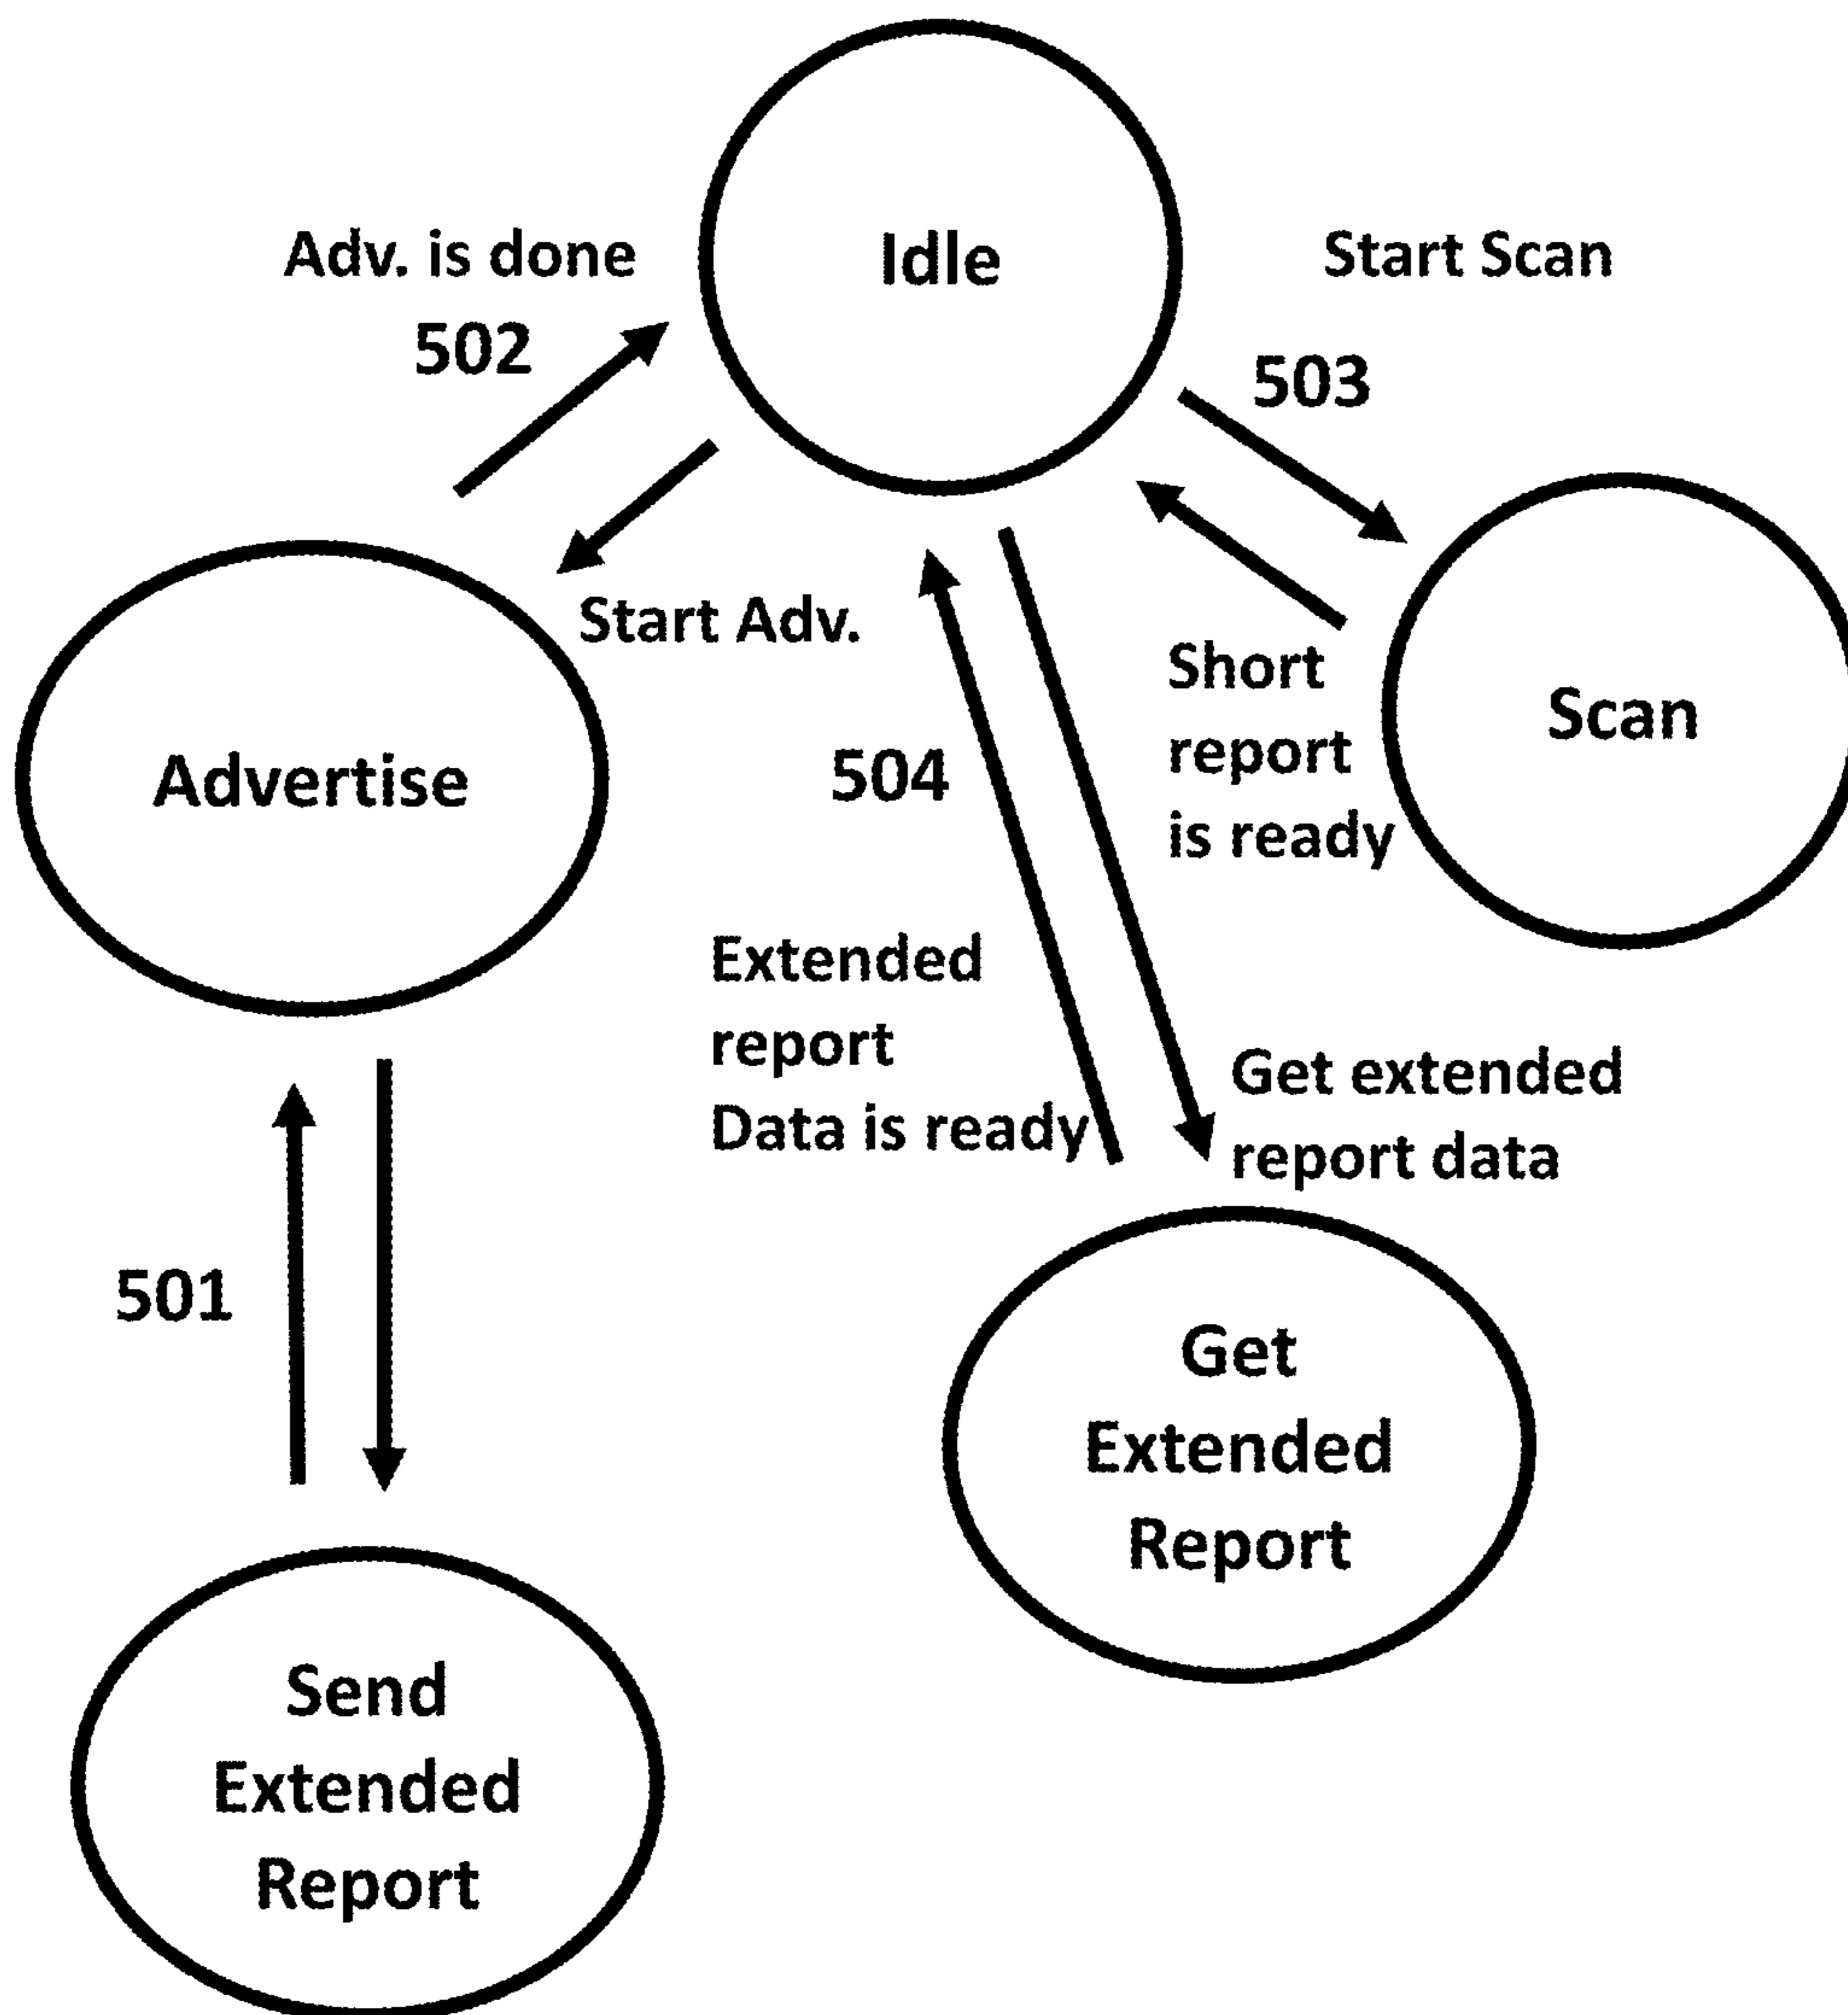 Idle
Adv. is done
502
Start Scan
503
Start Adv.
Short
report
is ready
Scan
Advertise
504
Extended
report
Data is ready
Get extended
report data
501
Get
Extended
Report
Send
Extended
Report